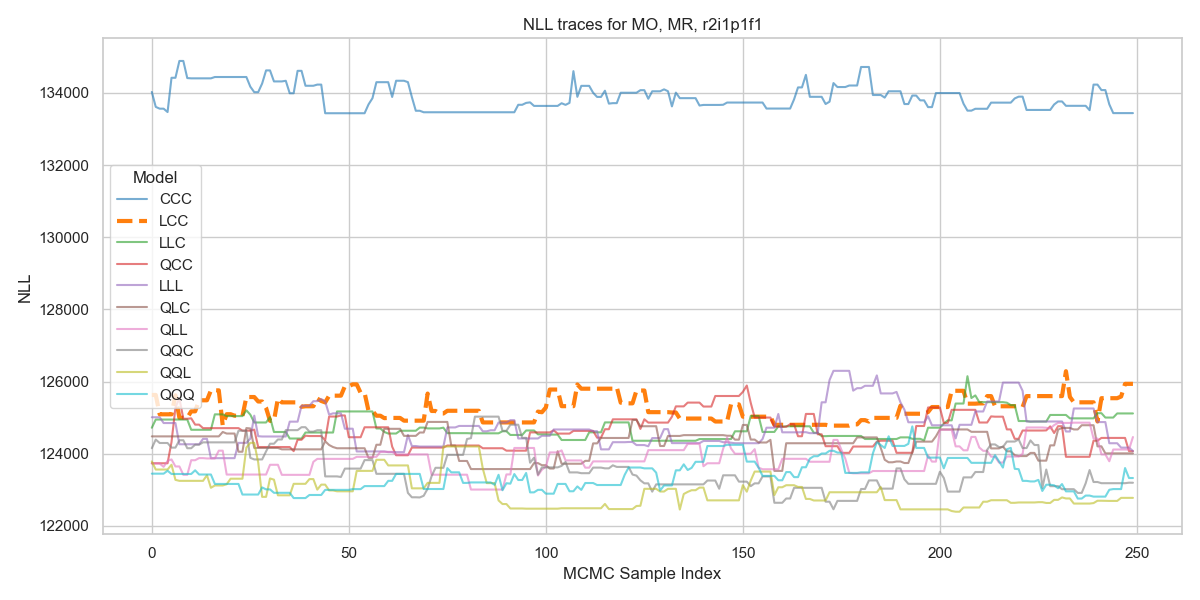 NLL traces for MO, MR, r2i1p1f1
134000
132000
130000
128000
126000
124000
122000
NLL
Model
CCC
LCC
LLC
QCC
LLL
QLC
QLL
QQC
QQL
QQQ
0
50
100
150
200
250
MCMC Sample Index